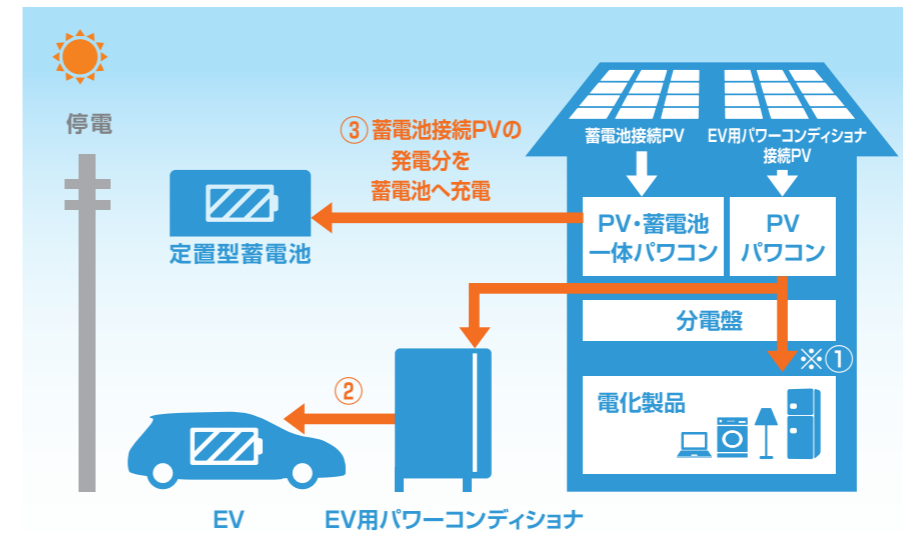 停電
③蓄電池接続PVの
発電分を
蓄電池へ充電
定置型蓄電池
蓄電池接続PV
EV用パワーコンディショナ
接続PV
PV・蓄電池
一体パワコン
PV
パワコン
分電盤
※①
電化製品
②
EV
EV用パワーコンディショナ